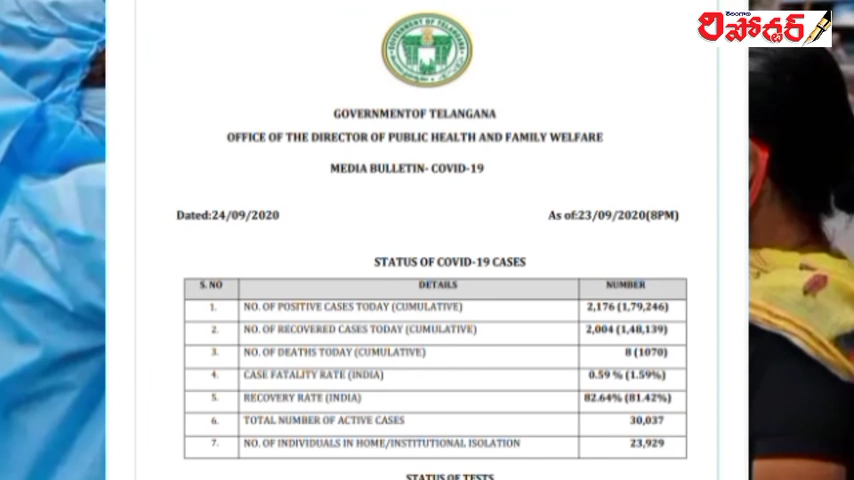 తెలంగాణ
రిపోర్టర్
GOVERNMENT OF TELANGANA
GOVERNMENTOF TELANGANA
OFFICE OF THE DIRECTOR OF PUBLIC HEALTH AND FAMILY WELFARE
MEDIA BULLETIN- COVID-19
Dated:24/09/2020 As of:23/09/2020(8PM)
STATUS OF COVID-19 CASES
S. NO DETAILS NUMBER
1. NO. OF POSITIVE CASES TODAY (CUMULATIVE) 2,176 (1,79,246)
2. NO. OF RECOVERED CASES TODAY (CUMULATIVE) 2,004 (1,48,139)
3. NO. OF DEATHS TODAY (CUMULATIVE) 8 (1070)
4. CASE FATALITY RATE (INDIA) 0.59 % (1.59%)
5. RECOVERY RATE (INDIA) 82.64% (81.42%)
6. TOTAL NUMBER OF ACTIVE CASES 30,037
7. NO. OF INDIVIDUALS IN HOME/INSTITUTIONAL ISOLATION 23,929
STATUS OF TESTS